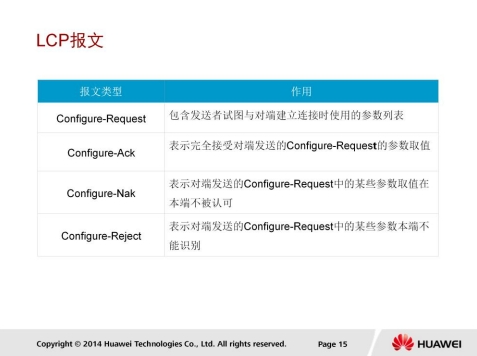 LCP报文
报文类型 作用
Configure-Request 包含发送者试图与对端建立连接时使用的参数列表
Configure-Ack 表示完全接受对端发送的Configure-Request的参数取值
Configure-Nak 表示对端发送的Configure-Request中的某些参数取值在
本端不被认可
Configure-Reject 表示对端发送的Configure-Request中的某些参数本端不
能识别
Copyright © 2014 Huawei Technologies Co., Ltd. All rights reserved. Page 15 HUAWEI